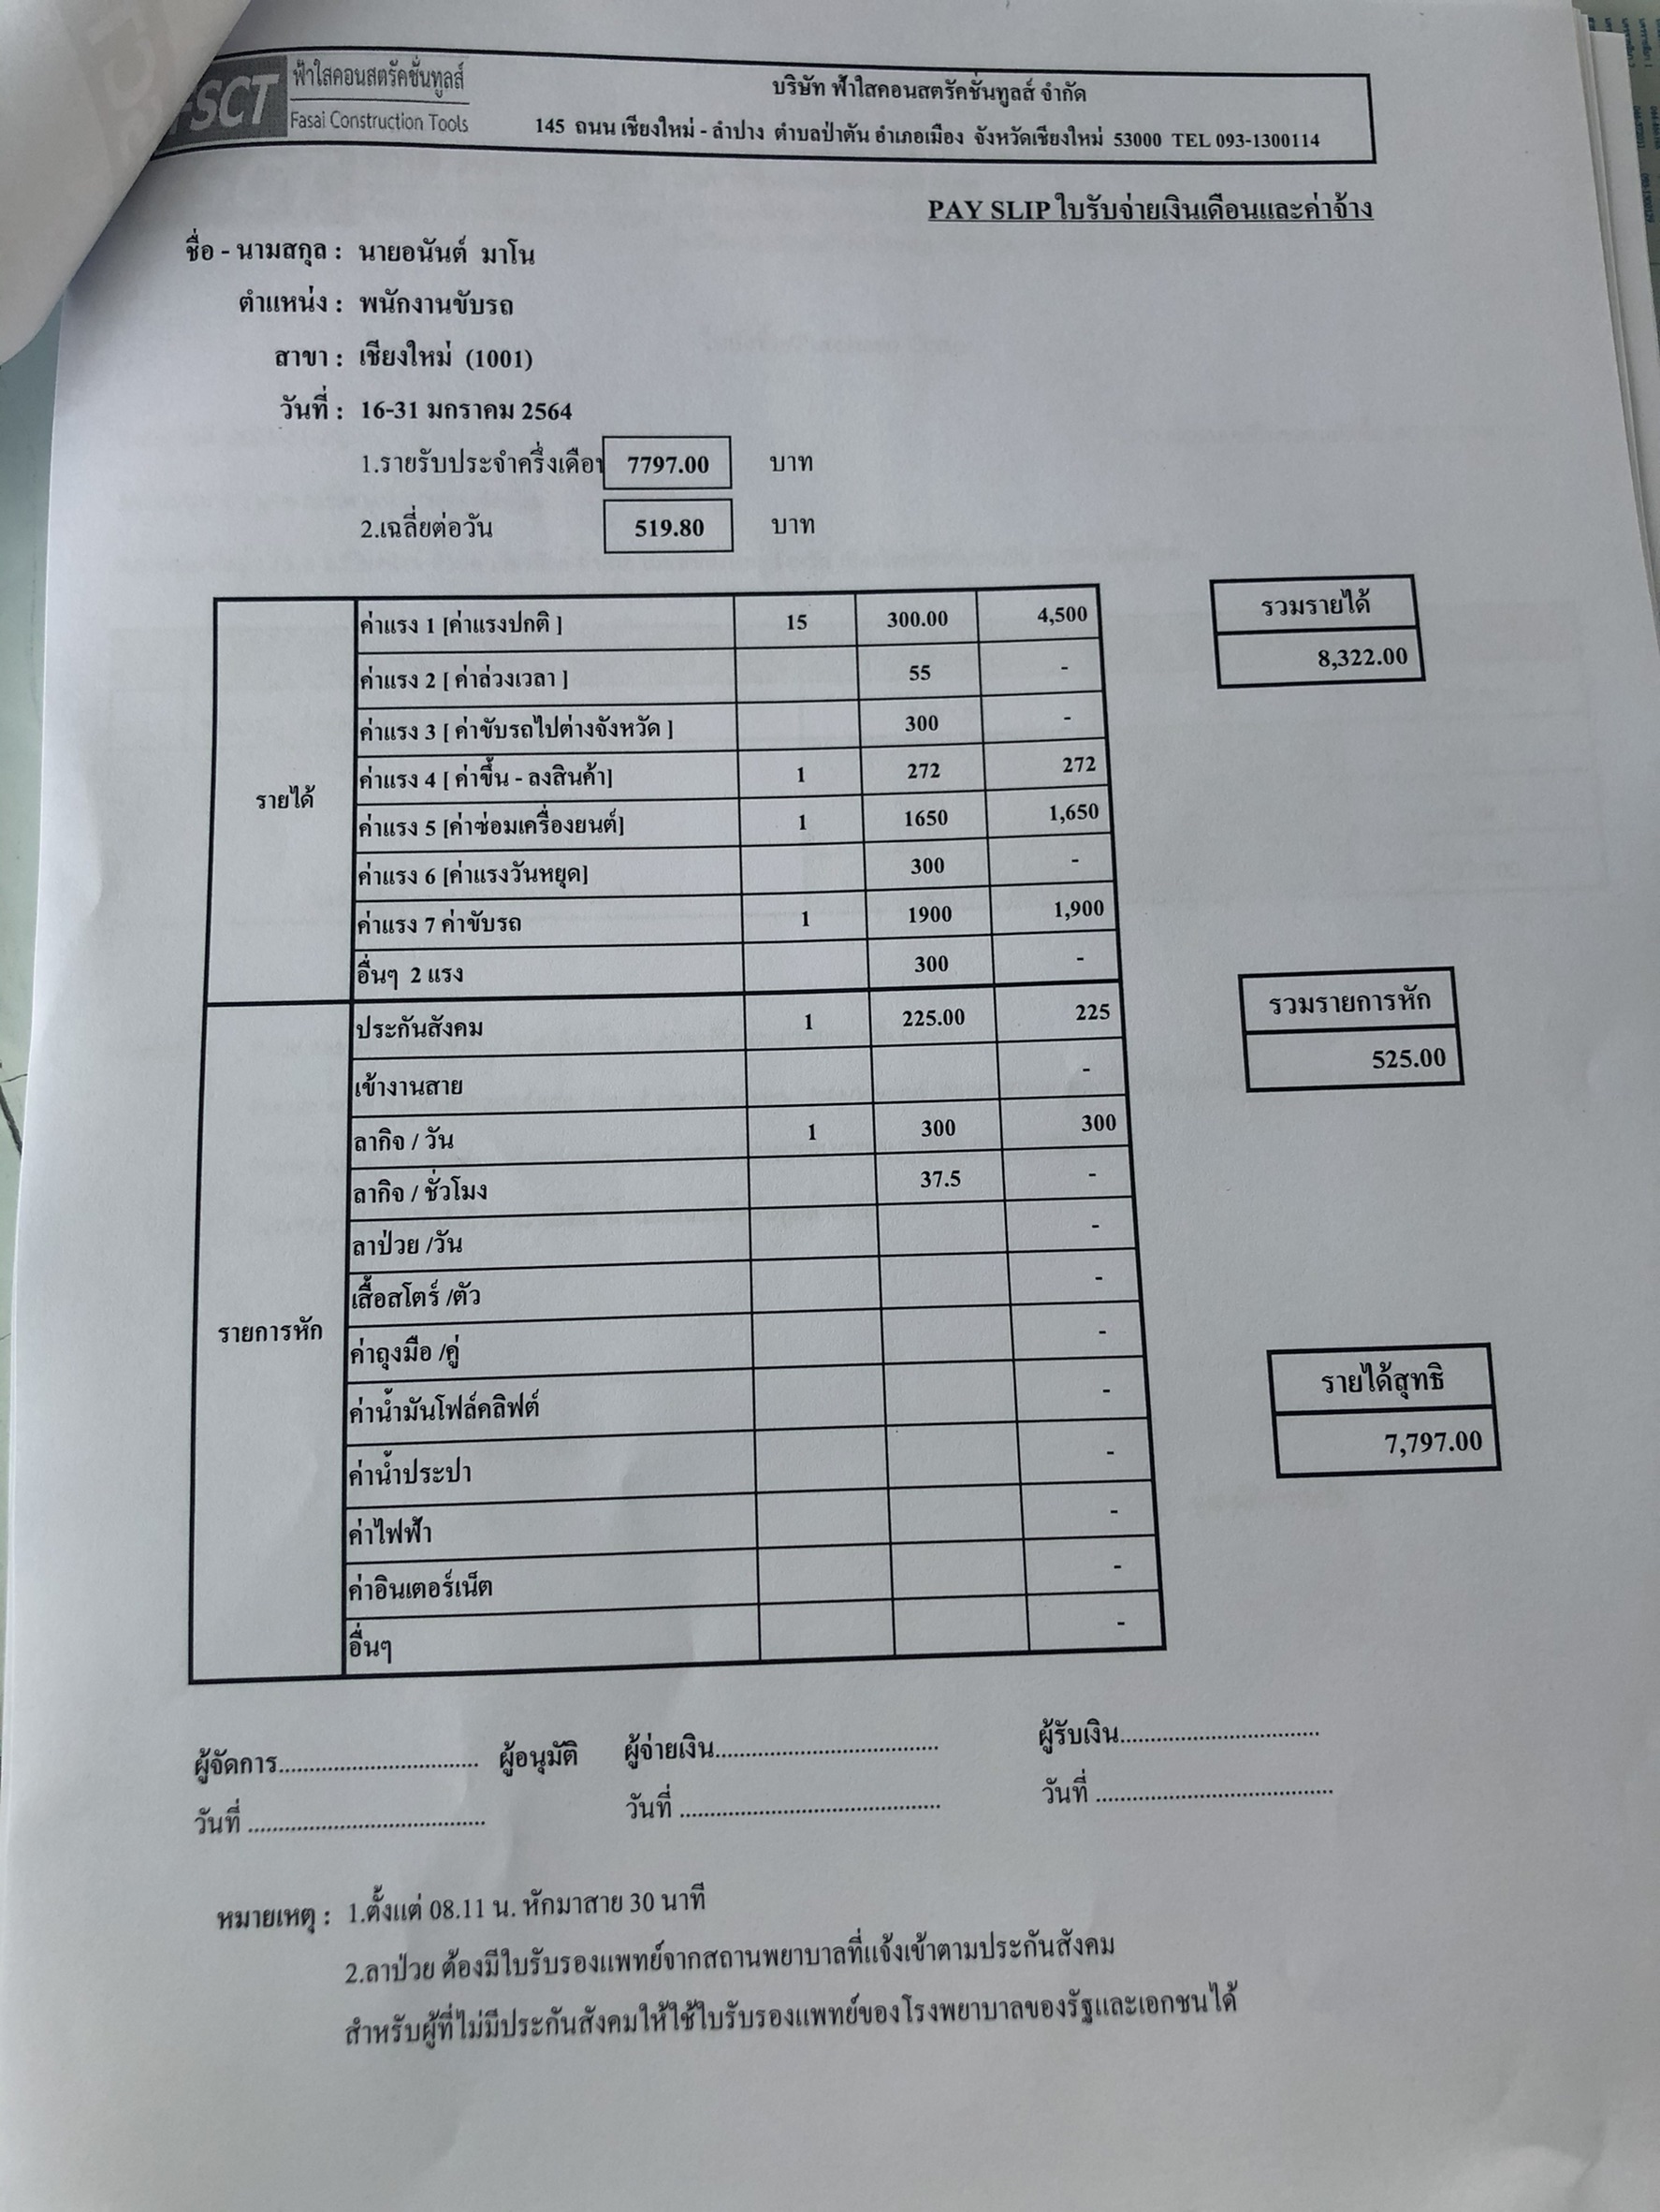 -SCT
ฟ้าใสคอนสตรัคชั่นทูลส์
Fasai Construction Tools
บริษัท ฟ้าใสคอนสตรัคชั่นทูลส์ จำกัด
145 ถนน เชียงใหม่ - ลำปาง ตำบลป่าตัน อำเภอเมือง จังหวัดเชียงใหม่ 53000 TEL 093-1300114
PAY SLIP ใบรับจ่ายเงินเดือนและค่าจ้าง
ชื่อ - นามสกุล : นายอนันต์ มาโน
ตำแหน่ง : พนักงานขับรถ
สาขา : เชียงใหม่ (1001)
วันที่ : 16-31 มกราคม 2564
1.รายรับประจำครึ่งเดือน 7797.00 บาท
2.เฉลี่ยต่อวัน 519.80 บาท
รายได้
ค่าแรง 1 [ค่าแรงปกติ ] 15 300.00 4,500
ค่าแรง 2 [ ค่าล่วงเวลา ] 55 -
ค่าแรง 3 [ ค่าขับรถไปต่างจังหวัด ] 300 -
ค่าแรง 4 [ ค่าขึ้น - ลงสินค้า] 1 272 272
ค่าแรง 5 [ค่าซ่อมเครื่องยนต์] 1 1650 1,650
ค่าแรง 6 [ค่าแรงวันหยุด] 300 -
ค่าแรง 7 ค่าขับรถ 1 1900 1,900
อื่นๆ 2 แรง 300 -
รวมรายได้
8,322.00
รายการหัก
ประกันสังคม 1 225.00 225
เข้างานสาย -
ลากิจ / วัน 1 300 300
ลากิจ / ชั่วโมง 37.5 -
ลาป่วย /วัน -
เสื้อสโตร์ /ตัว -
ค่าถุงมือ /คู่ -
ค่าน้ำมันโฟล์คลิฟต์ -
ค่าน้ำประปา -
ค่าไฟฟ้า -
ค่าอินเตอร์เน็ต -
อื่นๆ -
รวมรายการหัก
525.00
รายได้สุทธิ
7,797.00
ผู้จัดการ................................ ผู้อนุมัติ ผู้จ่ายเงิน.................................... ผู้รับเงิน................................
วันที่ ...................................... วันที่ .......................................... วันที่ ......................................
หมายเหตุ : 1.ตั้งแต่ 08.11 น. หักมาสาย 30 นาที
2.ลาป่วย ต้องมีใบรับรองแพทย์จากสถานพยาบาลที่แจ้งเข้าตามประกันสังคม
สำหรับผู้ที่ไม่มีประกันสังคมให้ใช้ใบรับรองแพทย์ของโรงพยาบาลของรัฐและเอกชนได้